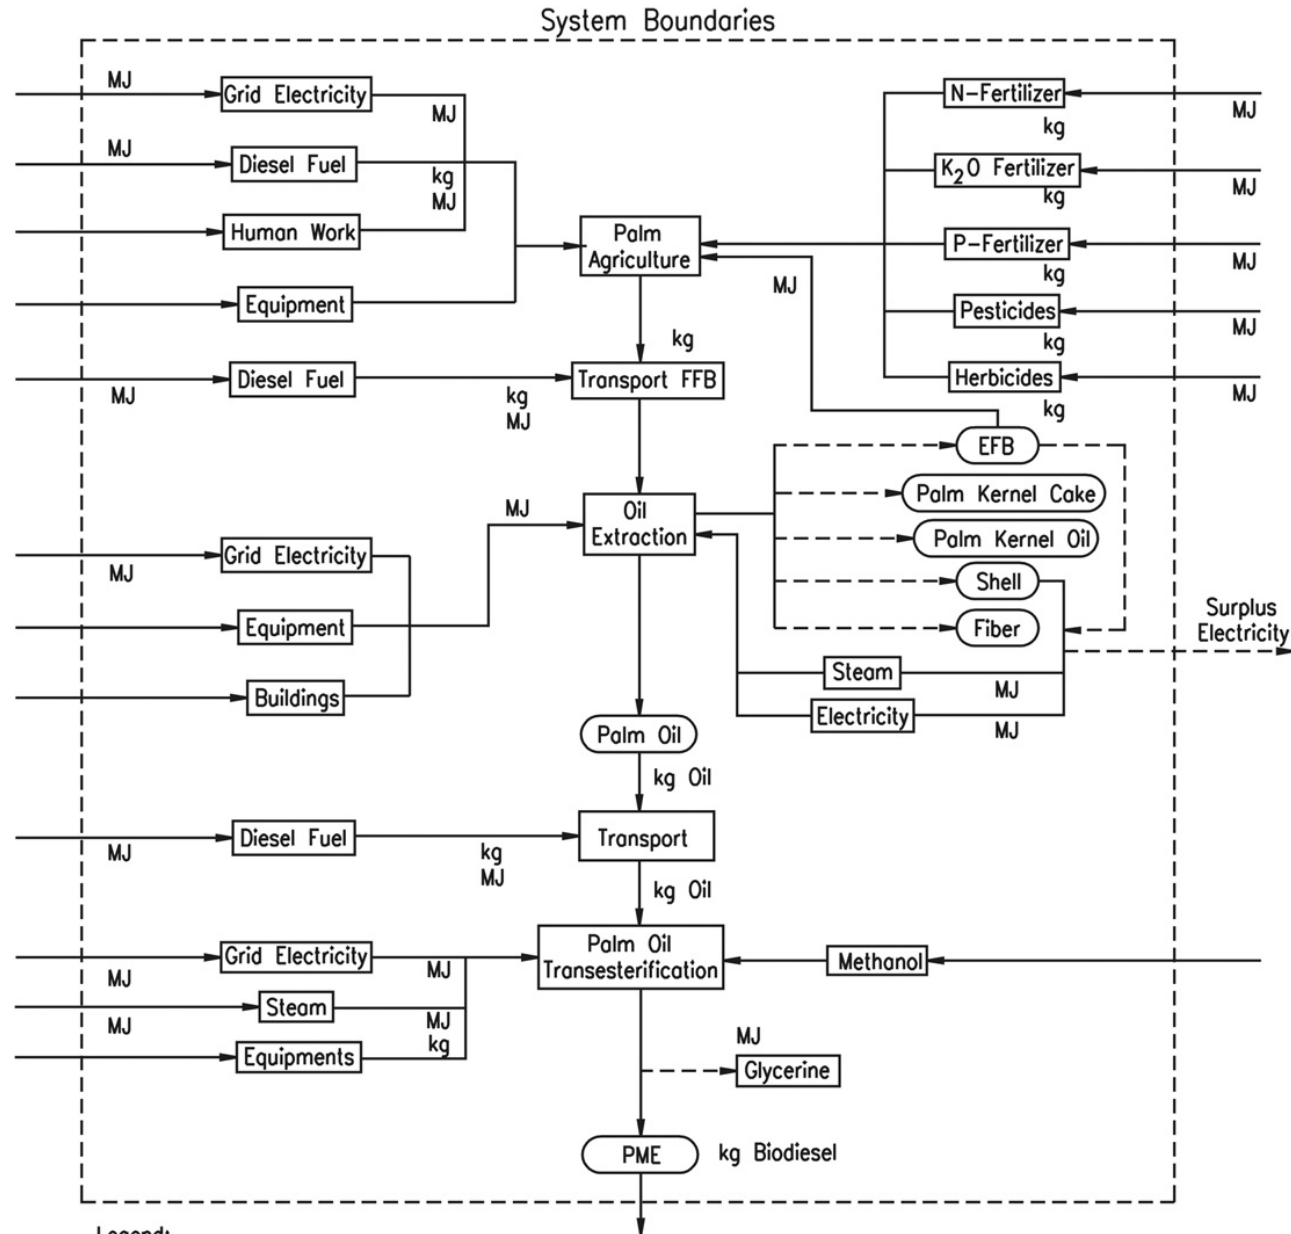 System Boundaries
MJ
Grid Electricity
MJ
N-Fertilizer
MJ
kg
MJ
Diesel Fuel
kg
MJ
K2O Fertilizer
MJ
kg
Human Work
Palm
Agriculture
P-Fertilizer
MJ
kg
Equipment
MJ
Pesticides
MJ
kg
kg
Diesel Fuel
MJ
kg
MJ
Transport FFB
Herbicides
MJ
kg
EFB
Palm Kernel Cake
MJ
Oil
Extraction
Palm Kernel Oil
Grid Electricity
MJ
Shell
Equipment
Fiber
Surplus
Electricity
Steam
MJ
Buildings
Electricity
MJ
Palm Oil
kg Oil
Diesel Fuel
MJ
kg
MJ
Transport
kg Oil
Grid Electricity
MJ
MJ
Palm Oil
Transesterification
Methanol
Steam
MJ
MJ
kg
Equipments
MJ
Glycerine
PME
kg Biodiesel